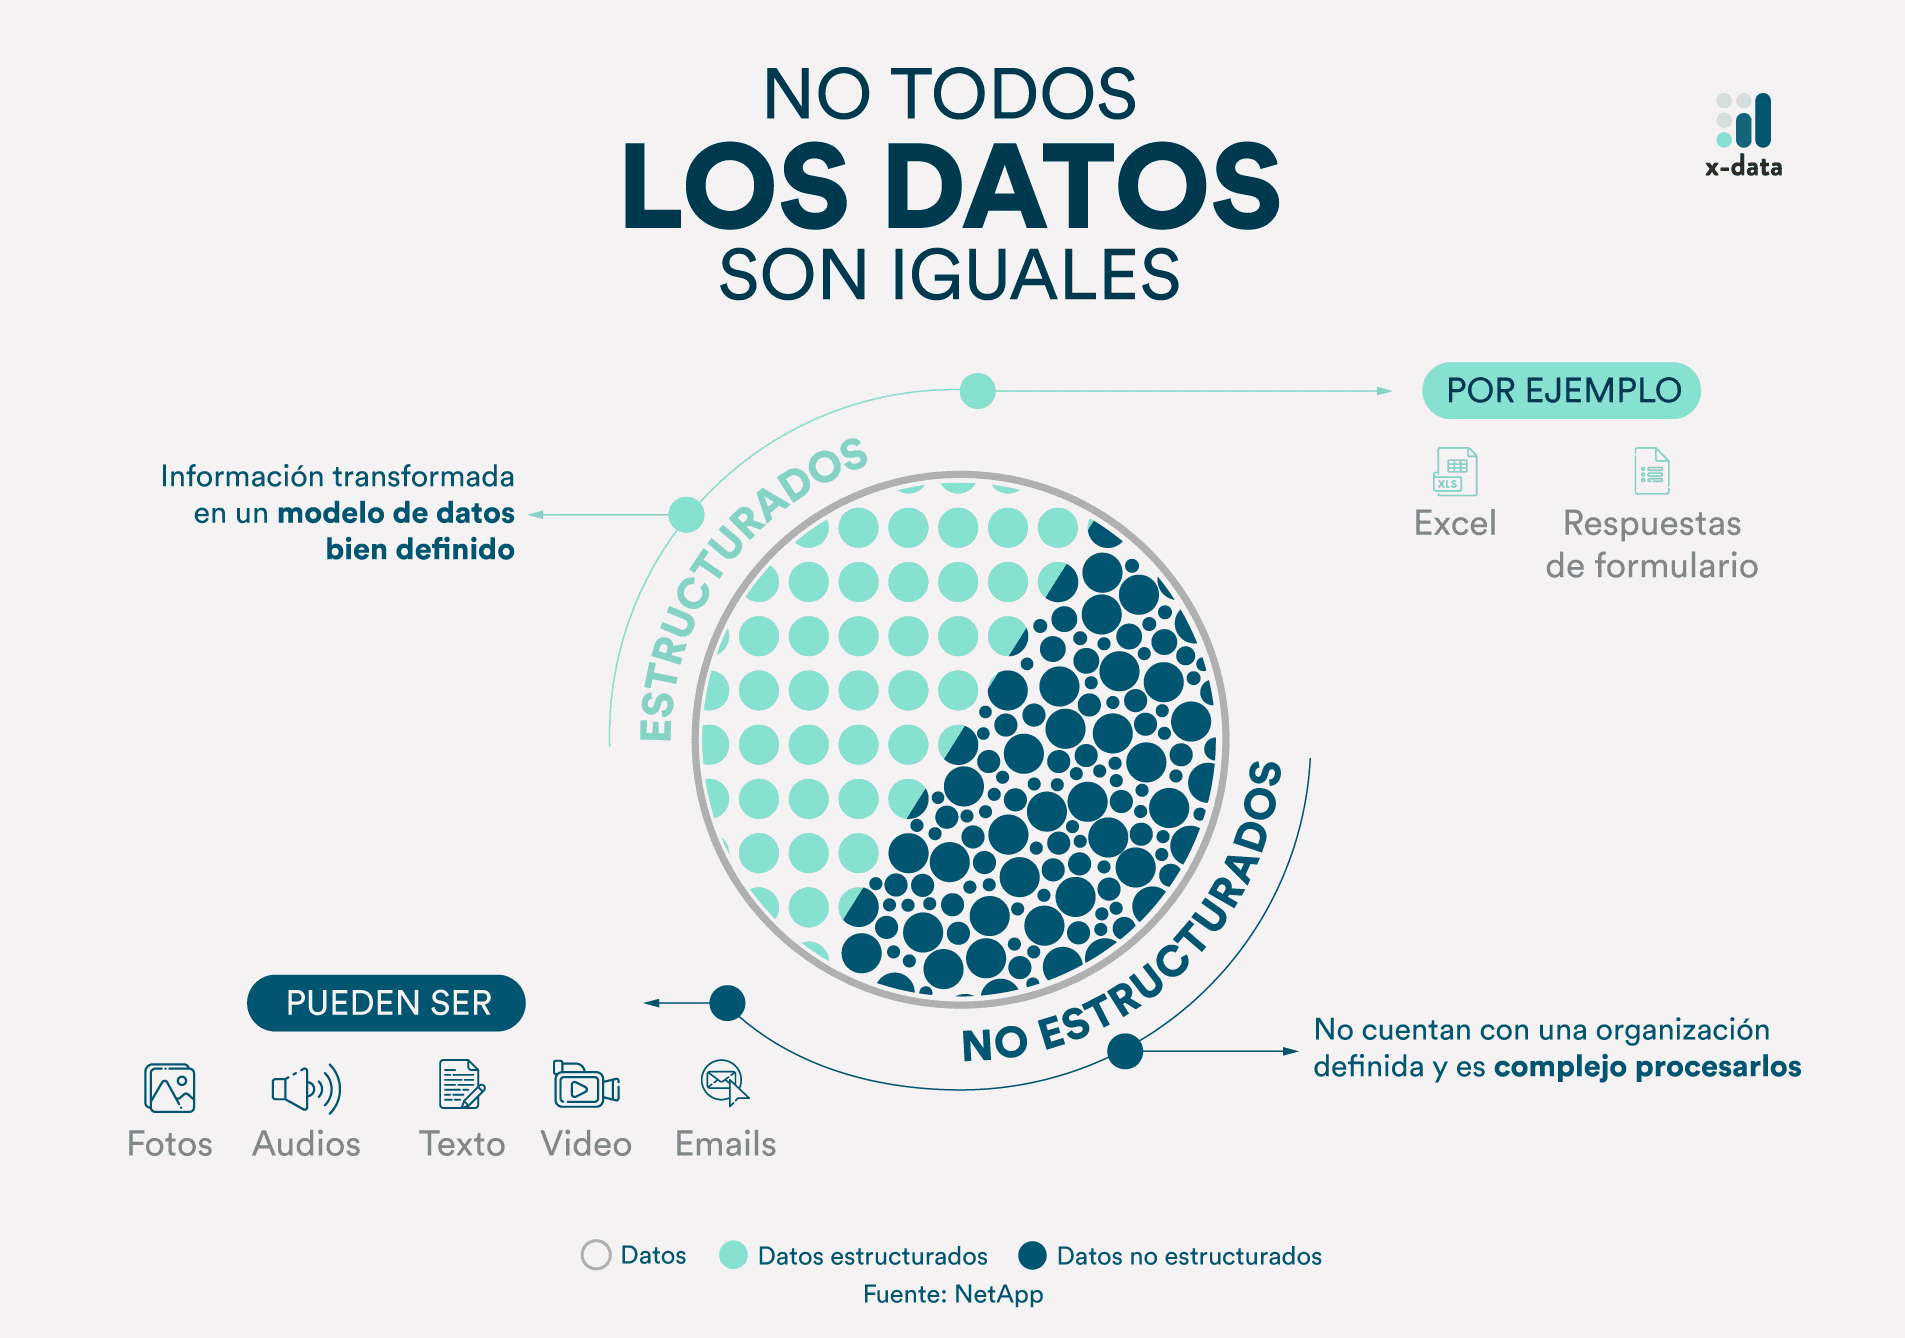 NO TODOS
LOS DATOS
SON IGUALES
x-data
POR EJEMPLO
XLS
Excel
Respuestas
de formulario
ESTRUCTURADOS
Información transformada
en un modelo de datos
bien definido
NO ESTRUCTURADOS
No cuentan con una organización
definida y es complejo procesarlos
PUEDEN SER
Fotos
Audios
Texto
Video
Emails
Datos
Datos estructurados
Datos no estructurados
Fuente: NetApp